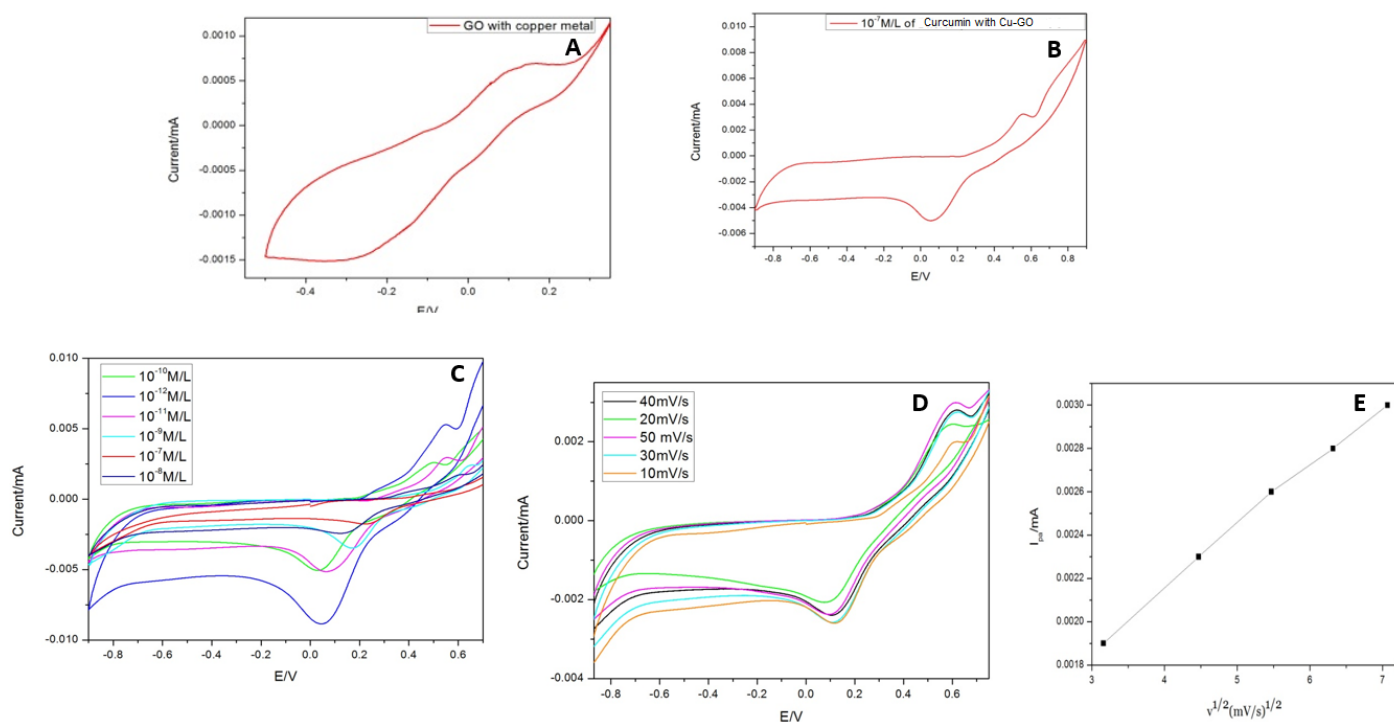 GO with copper metal
A
0.0010
0.0005
0.0000
-0.0005
-0.0010
-0.0015
Current/mA
-0.4 -0.2 0.0 0.2
E/V
10⁻⁷M/L of Curcumin with Cu-GO
B
0.010
0.008
0.006
0.004
0.002
0.000
-0.002
-0.004
-0.006
Current/mA
-0.8 -0.6 -0.4 -0.2 0.0 0.2 0.4 0.6 0.8
E/V
10⁻¹⁰M/L
10⁻¹²M/L
10⁻¹¹M/L
10⁻⁹M/L
10⁻⁷M/L
10⁻⁸M/L
C
0.010
0.005
0.000
-0.005
-0.010
Current/mA
-0.8 -0.6 -0.4 -0.2 0.0 0.2 0.4 0.6
E/V
40mV/s
20mV/s
50 mV/s
30mV/s
10mV/s
D
0.002
0.000
-0.002
-0.004
Current/mA
-0.8 -0.6 -0.4 -0.2 0.0 0.2 0.4 0.6
E/V
E
0.0030
0.0028
0.0026
0.0024
0.0022
0.0020
0.0018
I_pa/mA
3 4 5 6 7
v^1/2(mV/s)^1/2